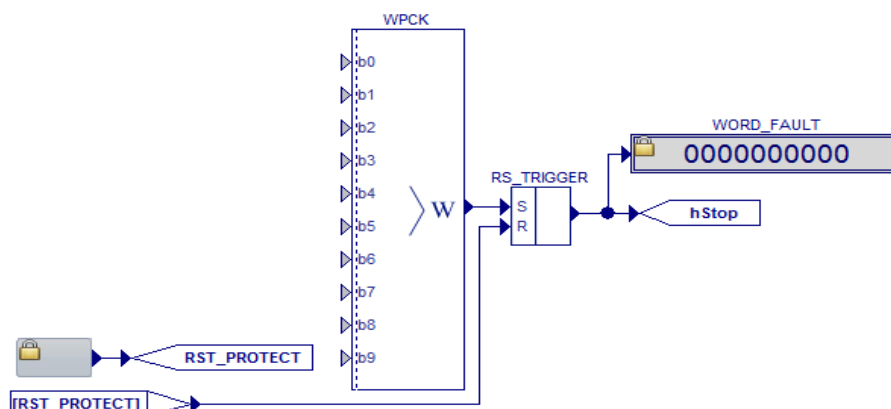 WPCK
b0
b1
b2
b3
b4
b5
b6
b7
b8
b9
W
RS_TRIGGER
S
R
WORD_FAULT
0000000000
hStop
RST_PROTECT
[RST_PROTECT]